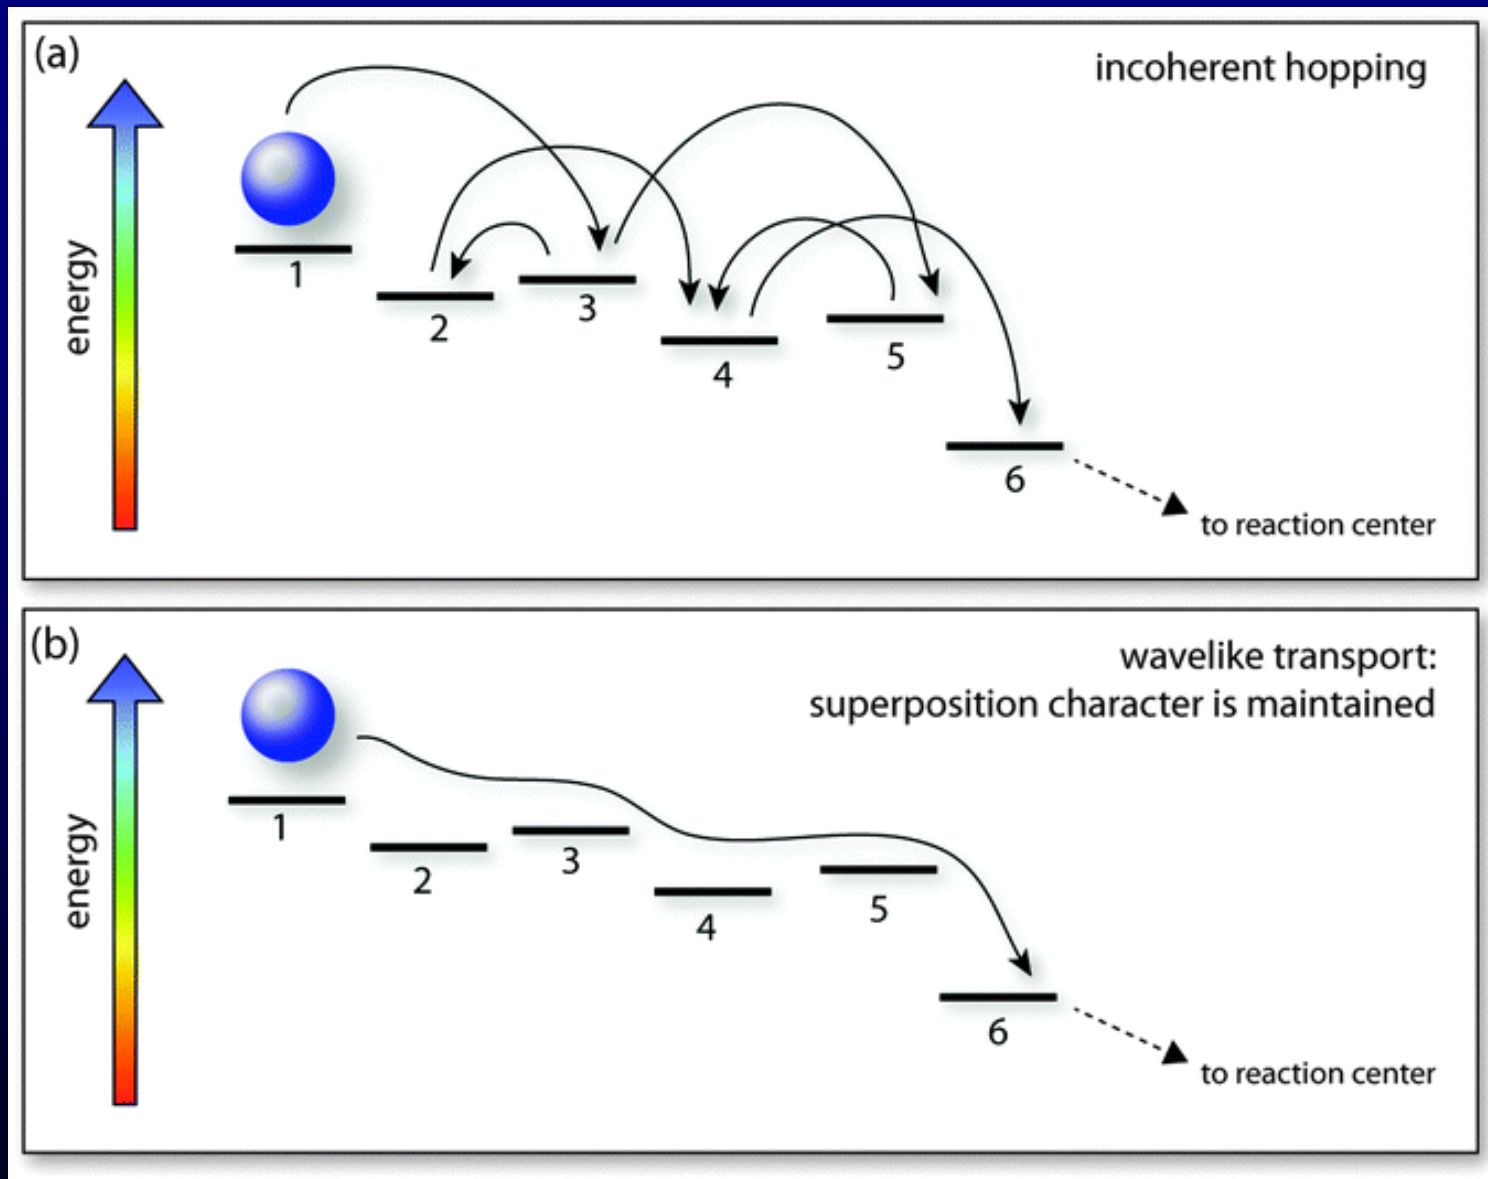 (a)
incoherent hopping
energy
1
2
3
4
5
6
to reaction center
(b)
wavelike transport:
superposition character is maintained
energy
1
2
3
4
5
6
to reaction center